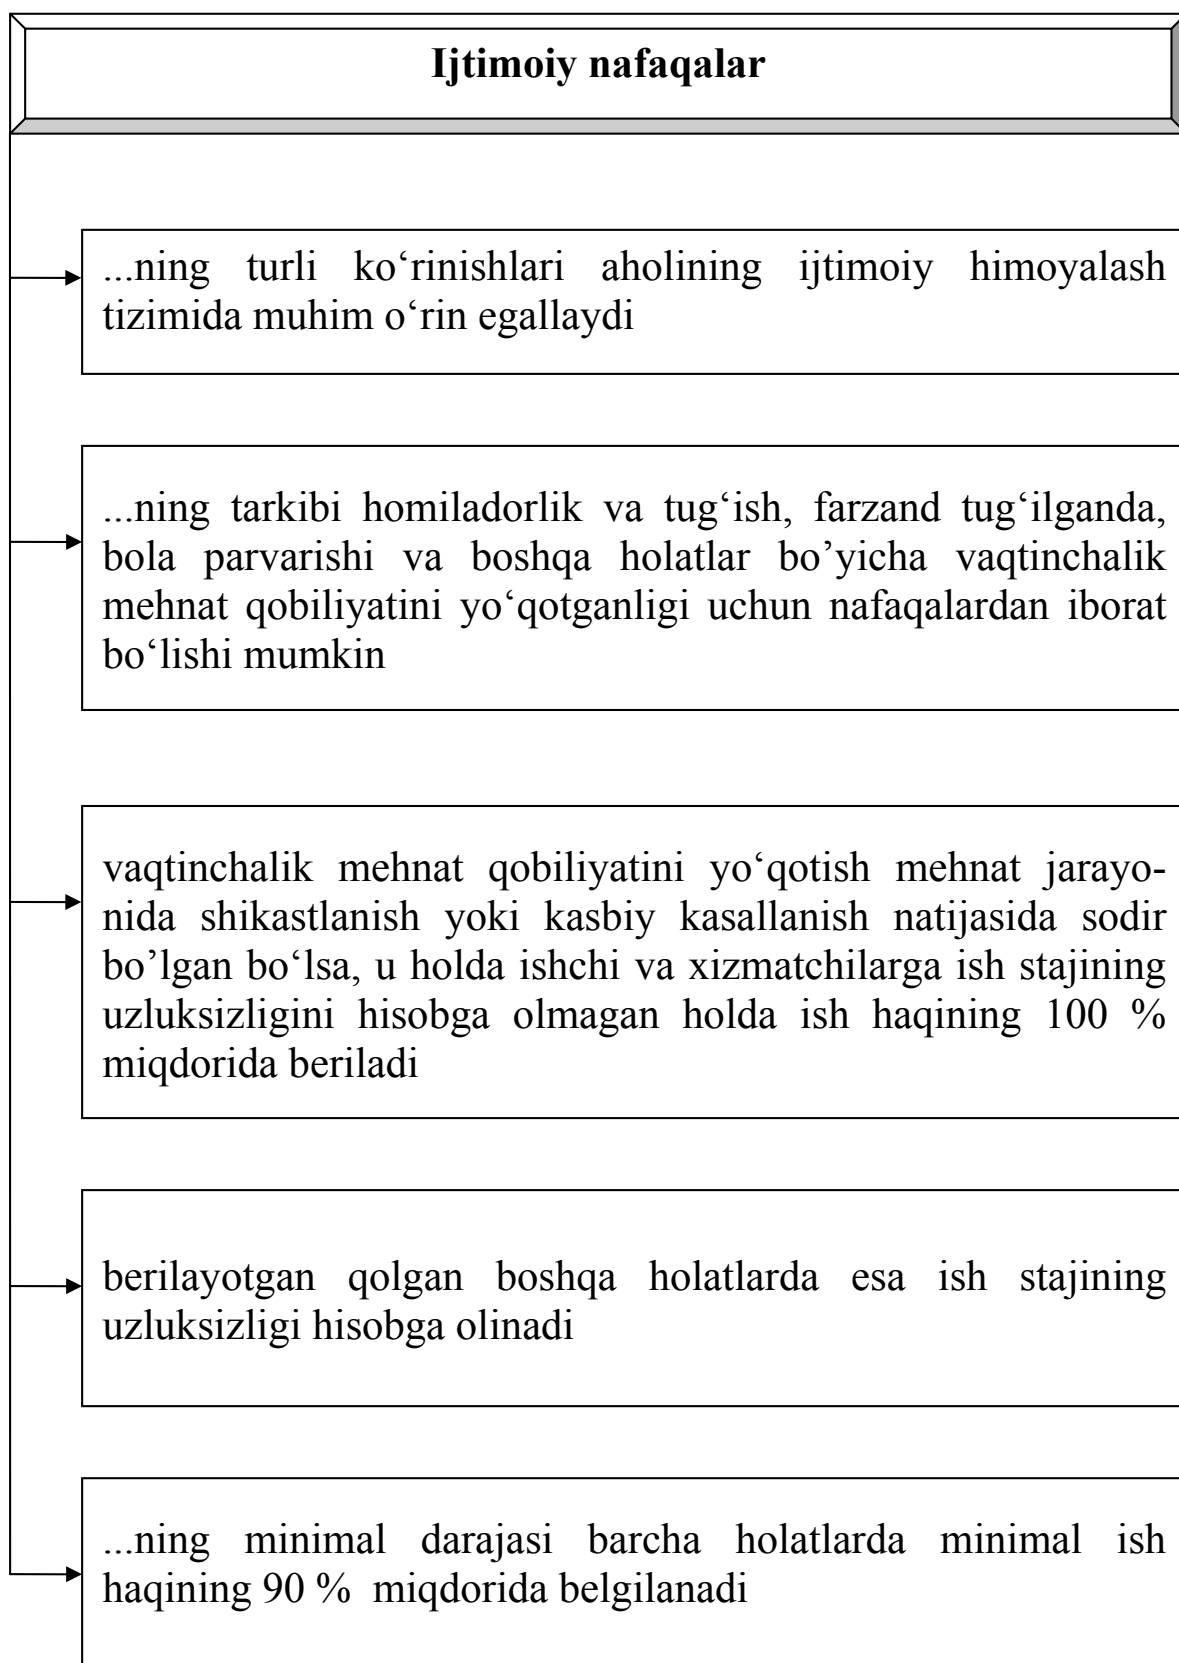 Ijtimoiy nafaqalar
...ning turli ko‘rinishlari aholining ijtimoiy himoyalash
tizimida muhim o‘rin egallaydi
...ning tarkibi homiladorlik va tug‘ish, farzand tug‘ilganda,
bola parvarishi va boshqa holatlar bo’yicha vaqtinchalik
mehnat qobiliyatini yo‘qotganligi uchun nafaqalardan iborat
bo‘lishi mumkin
vaqtinchalik mehnat qobiliyatini yo‘qotish mehnat jarayo-
nida shikastlanish yoki kasbiy kasallanish natijasida sodir
bo’lgan bo‘lsa, u holda ishchi va xizmatchilarga ish stajining
uzluksizligini hisobga olmagan holda ish haqining 100 %
miqdorida beriladi
berilayotgan qolgan boshqa holatlarda esa ish stajining
uzluksizligi hisobga olinadi
...ning minimal darajasi barcha holatlarda minimal ish
haqining 90 % miqdorida belgilanadi